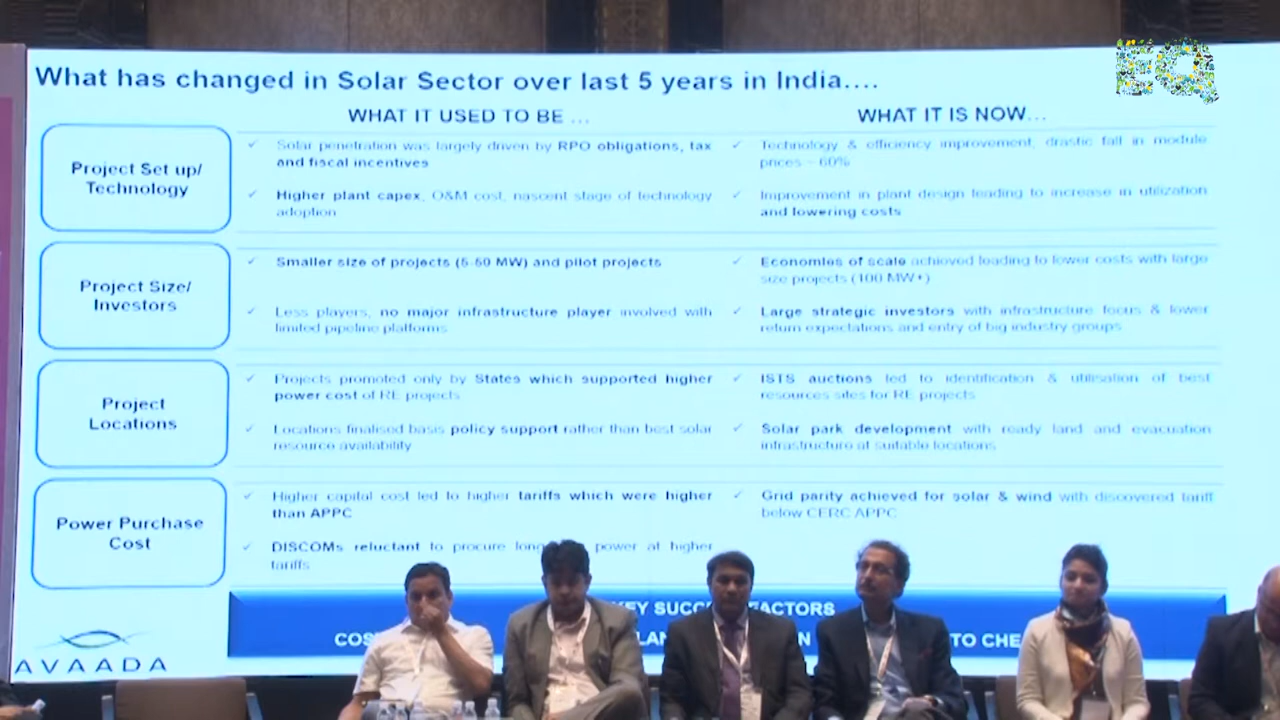 What has changed in Solar Sector over last 5 years in India....
EQ
WHAT IT USED TO BE ...
WHAT IT IS NOW...
Project Set up/
Technology
✓ Solar penetration was largely driven by RPO obligations, tax
and fiscal incentives
✓ Higher plant capex, O&M cost, nascent stage of technology
adoption
✓ Technology & efficiency improvement, drastic fall in module
prices ~ 60%
✓ Improvement in plant design leading to increase in utilization
and lowering costs
Project Size/
Investors
✓ Smaller size of projects (5-50 MW) and pilot projects
✓ Less players, no major infrastructure player involved with
limited pipeline platforms
✓ Economies of scale achieved leading to lower costs with large
size projects (100 MW+)
✓ Large strategic investors with infrastructure focus & lower
return expectations and entry of big industry groups
Project
Locations
✓ Projects promoted only by States which supported higher
power cost of RE projects
✓ Locations finalised basis policy support rather than best solar
resource availability
✓ ISTS auctions led to identification & utilisation of best
resources sites for RE projects
✓ Solar park development with ready land and evacuation
infrastructure at suitable locations
Power Purchase
Cost
✓ Higher capital cost led to higher tariffs which were higher
than APPC
✓ DISCOMs reluctant to procure power at higher
tariffs
✓ Grid parity achieved for solar & wind with discovered tariff
below CERC APPC
KEY FACTORS
TO
AVAADA